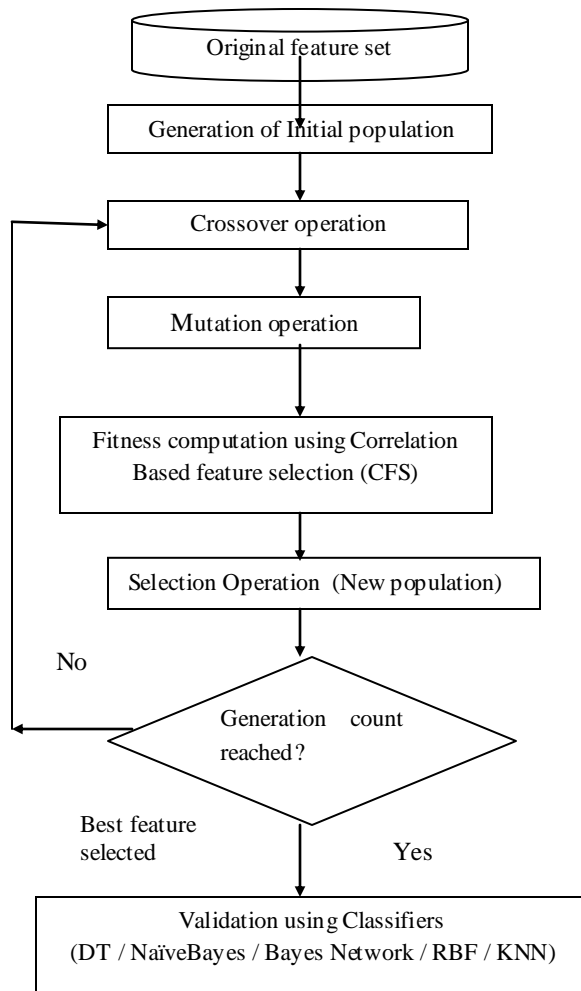 Original feature set
Generation of Initial population
Crossover operation
Mutation operation
Fitness computation using Correlation
Based feature selection (CFS)
Selection Operation (New population)
No
Generation count
reached?
Best feature
selected
Yes
Validation using Classifiers
(DT / NaïveBayes / Bayes Network / RBF / KNN)